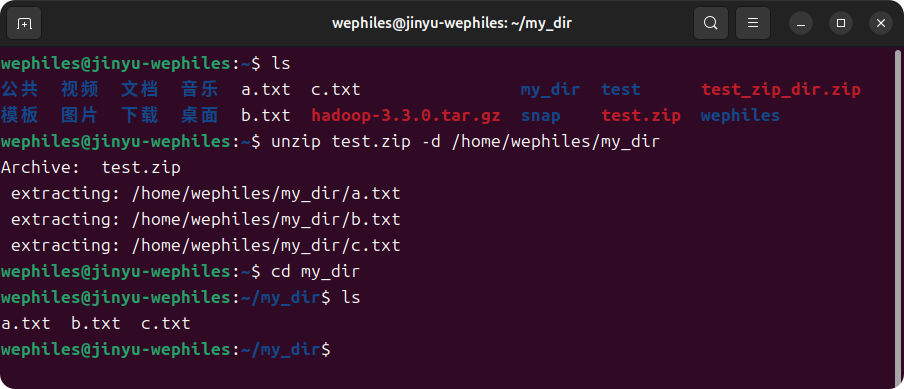 wephiles@jinyu-wephiles: ~/my_dir
wephiles@jinyu-wephiles:~$ ls
公共 视频 文档 音乐 a.txt c.txt my_dir test test_zip_dir.zip
模板 图片 下载 桌面 b.txt hadoop-3.3.0.tar.gz snap test.zip wephiles
wephiles@jinyu-wephiles:~$ unzip test.zip -d /home/wephiles/my_dir
Archive:  test.zip
 extracting: /home/wephiles/my_dir/a.txt
 extracting: /home/wephiles/my_dir/b.txt
 extracting: /home/wephiles/my_dir/c.txt
wephiles@jinyu-wephiles:~$ cd my_dir
wephiles@jinyu-wephiles:~/my_dir$ ls
a.txt  b.txt  c.txt
wephiles@jinyu-wephiles:~/my_dir$